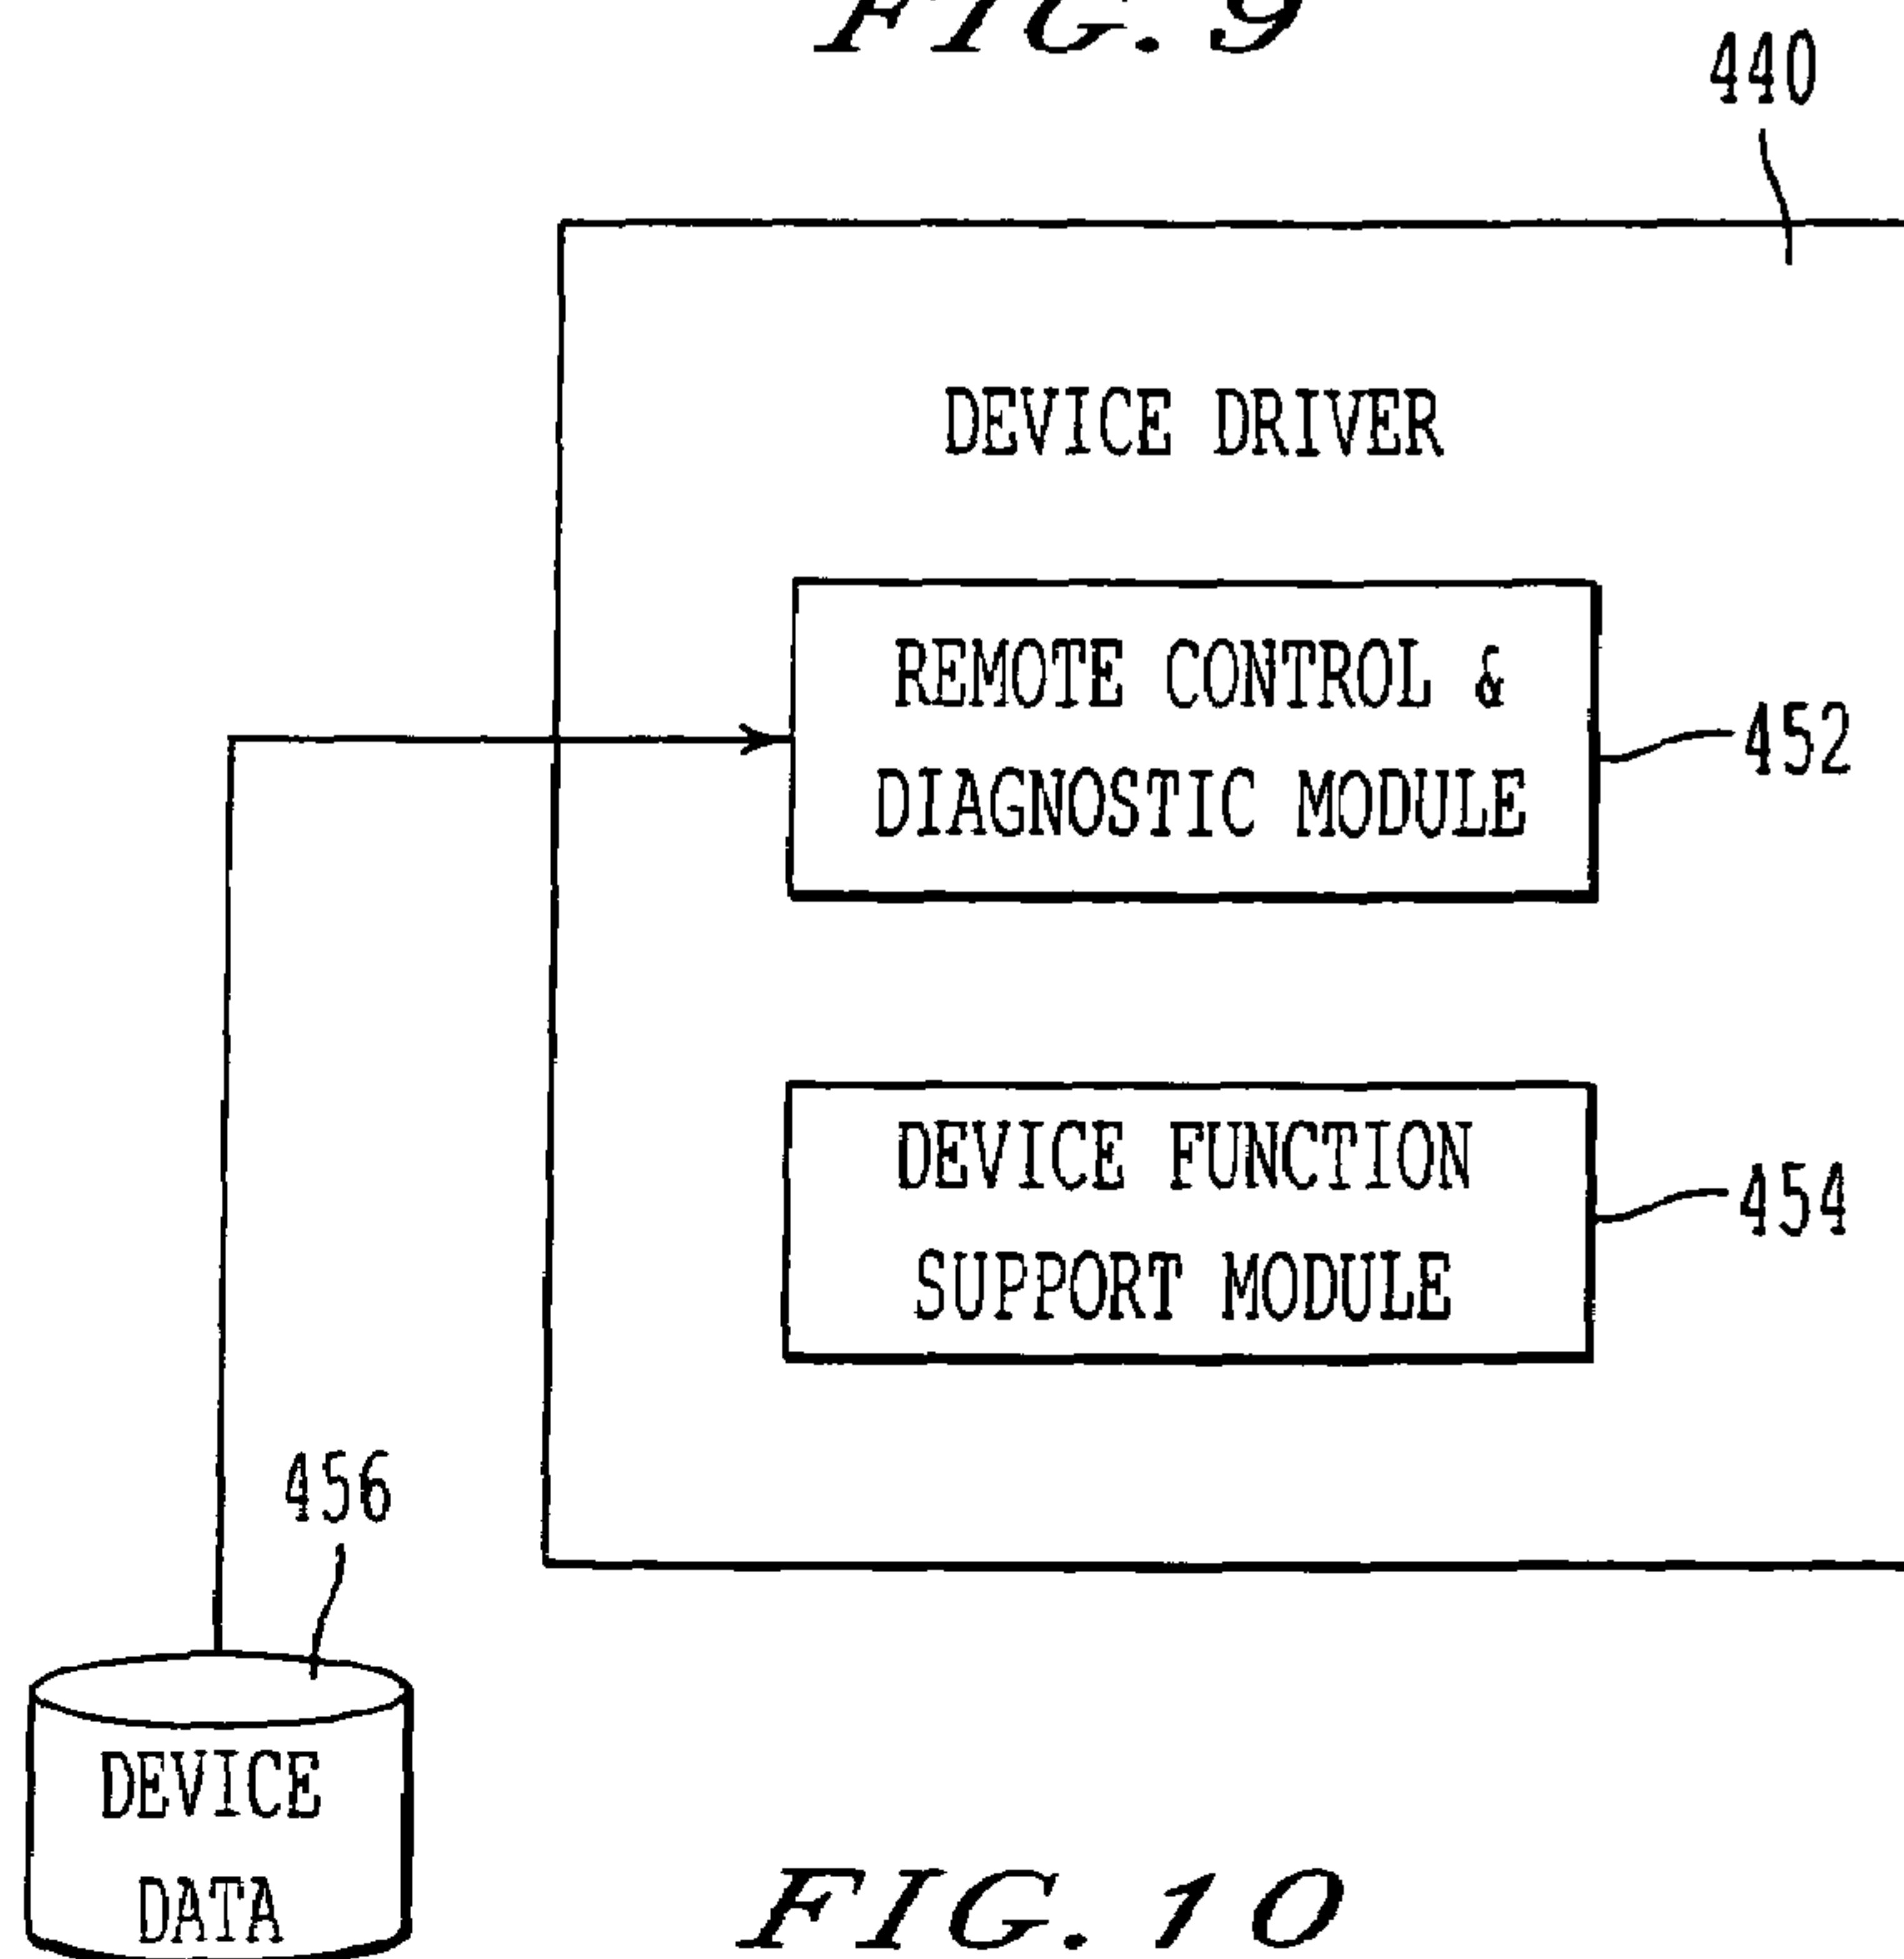 FIG. 9
440
DEVICE DRIVER
REMOTE CONTROL &
DIAGNOSTIC MODULE
452
DEVICE FUNCTION
SUPPORT MODULE
454
456
DEVICE
DATA
FIG. 10